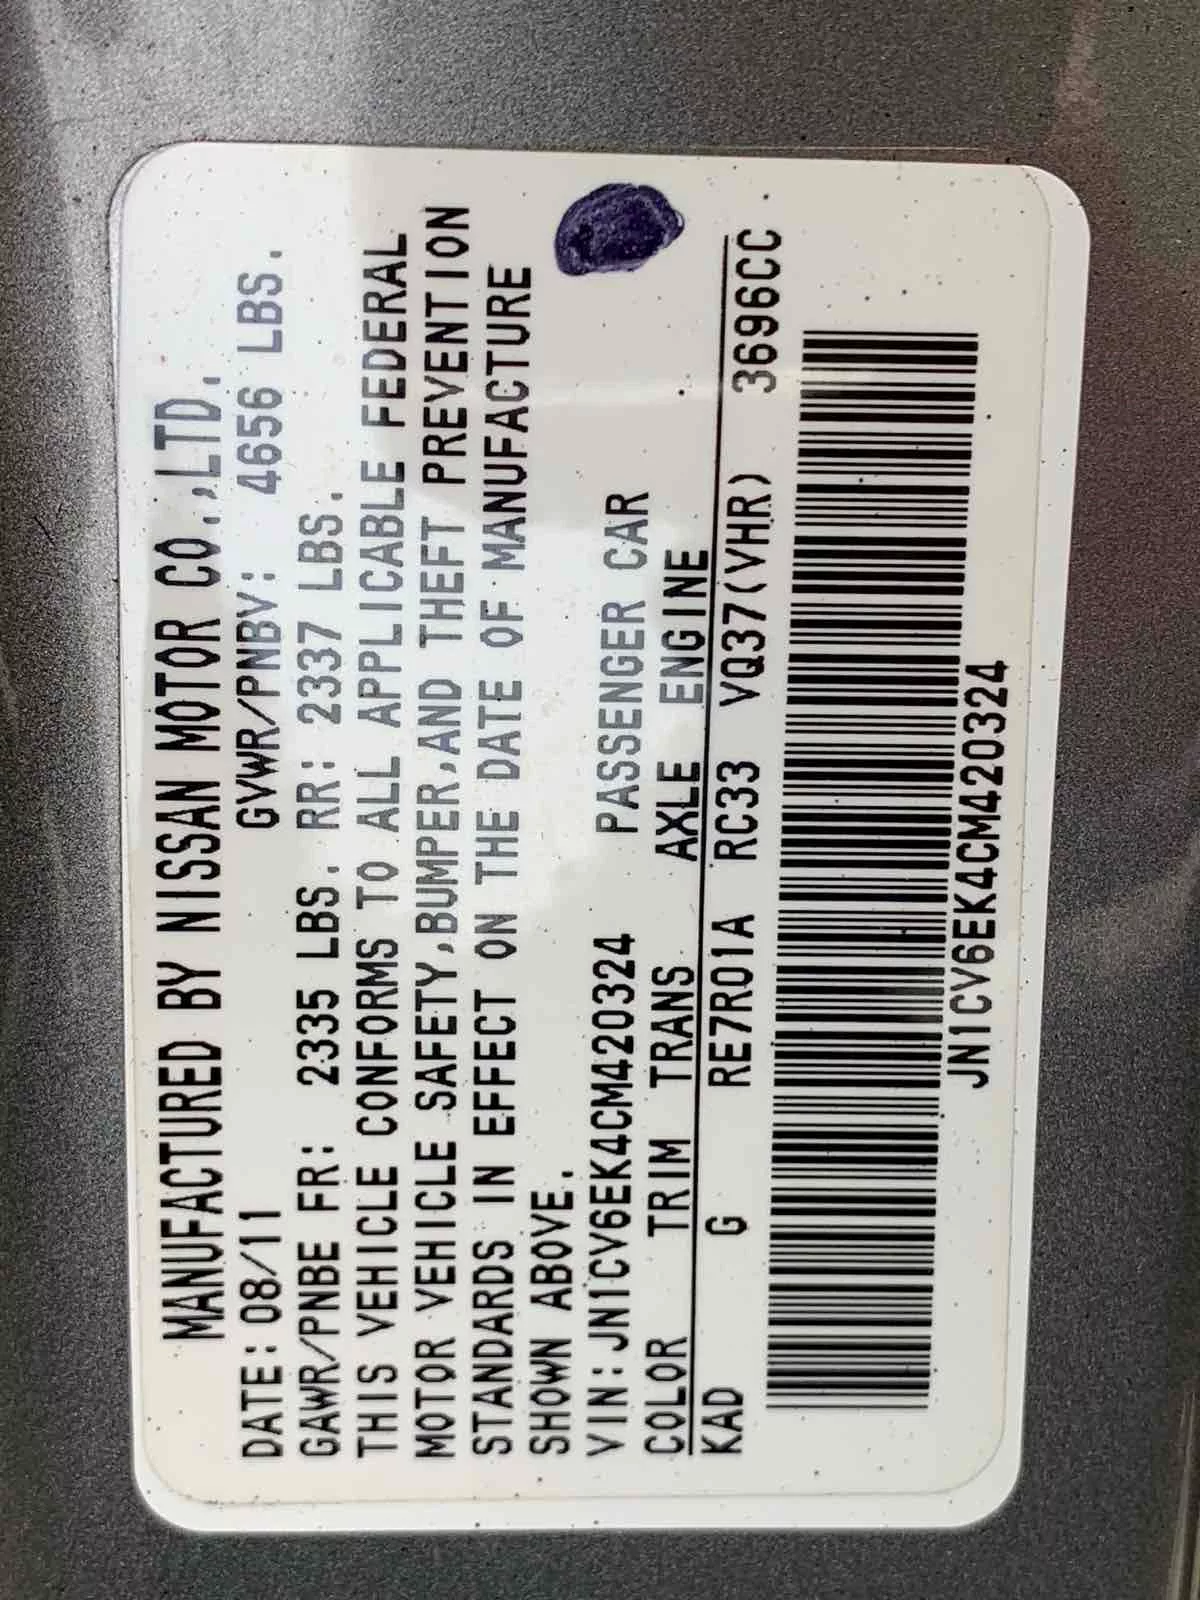 MANUFACTURED BY NISSAN MOTOR CO.,LTD.
DATE:08/11 GVWR/PNBV: 4656 LBS.
GAWR/PNBE FR: 2335 LBS. RR: 2337 LBS.
THIS VEHICLE CONFORMS TO ALL APPLICABLE FEDERAL
MOTOR VEHICLE SAFETY,BUMPER,AND THEFT PREVENTION
STANDARDS IN EFFECT ON THE DATE OF MANUFACTURE
SHOWN ABOVE.
VIN:JN1CV6EK4CM420324 PASSENGER CAR
COLOR TRIM TRANS AXLE ENGINE
KAD G RE7R01A RC33 VQ37(VHR) 3696CC
JN1CV6EK4CM420324